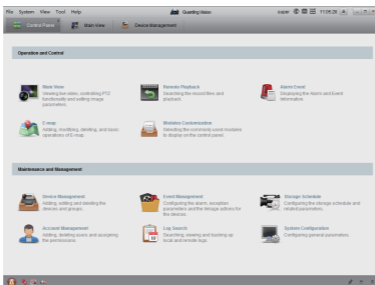 File System View Tool Help
Guarding Vision
super
11:04:28
Control Panel
Main View
Device Management
Operation and Control
Main View
Viewing live video, controlling PTZ
functionality and setting image
parameters.
Remote Playback
Searching the record files and
playback.
Alarm Event
Displaying the Alarm and Event
information.
E-map
Adding, modifying, deleting, and basic
operations of E-map.
Modules Customization
Selecting the commonly used modules
to display on the control panel.
Maintenance and Management
Device Management
Adding, editing and deleting the
devices and groups.
Event Management
Configuring the alarm, exception
parameters and the linkage actions for
the devices.
Storage Schedule
Configuring the storage schedule and
related parameters.
Account Management
Adding, deleting users and assigning
the permissions.
Log Search
Searching, viewing and backing up
local and remote logs.
System Configuration
Configuring general parameters.